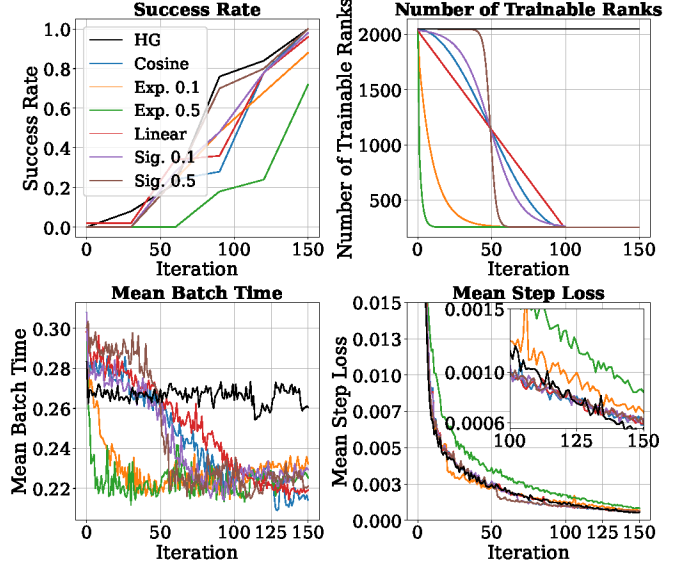 Success Rate
Success Rate
1.0
0.8
0.6
0.4
0.2
0.0
HG
Cosine
Exp. 0.1
Exp. 0.5
Linear
Sig. 0.1
Sig. 0.5
0 50 100 150
Iteration
Number of Trainable Ranks
Number of Trainable Ranks
2000
1500
1000
500
0 50 100 150
Iteration
Mean Batch Time
Mean Batch Time
0.30
0.28
0.26
0.24
0.22
0 50 100 125 150
Iteration
Mean Step Loss
Mean Step Loss
0.015
0.013
0.010
0.007
0.005
0.003
0.000
0.0015
0.0010
0.0006
100 125 150
0 50 100 125 150
Iteration